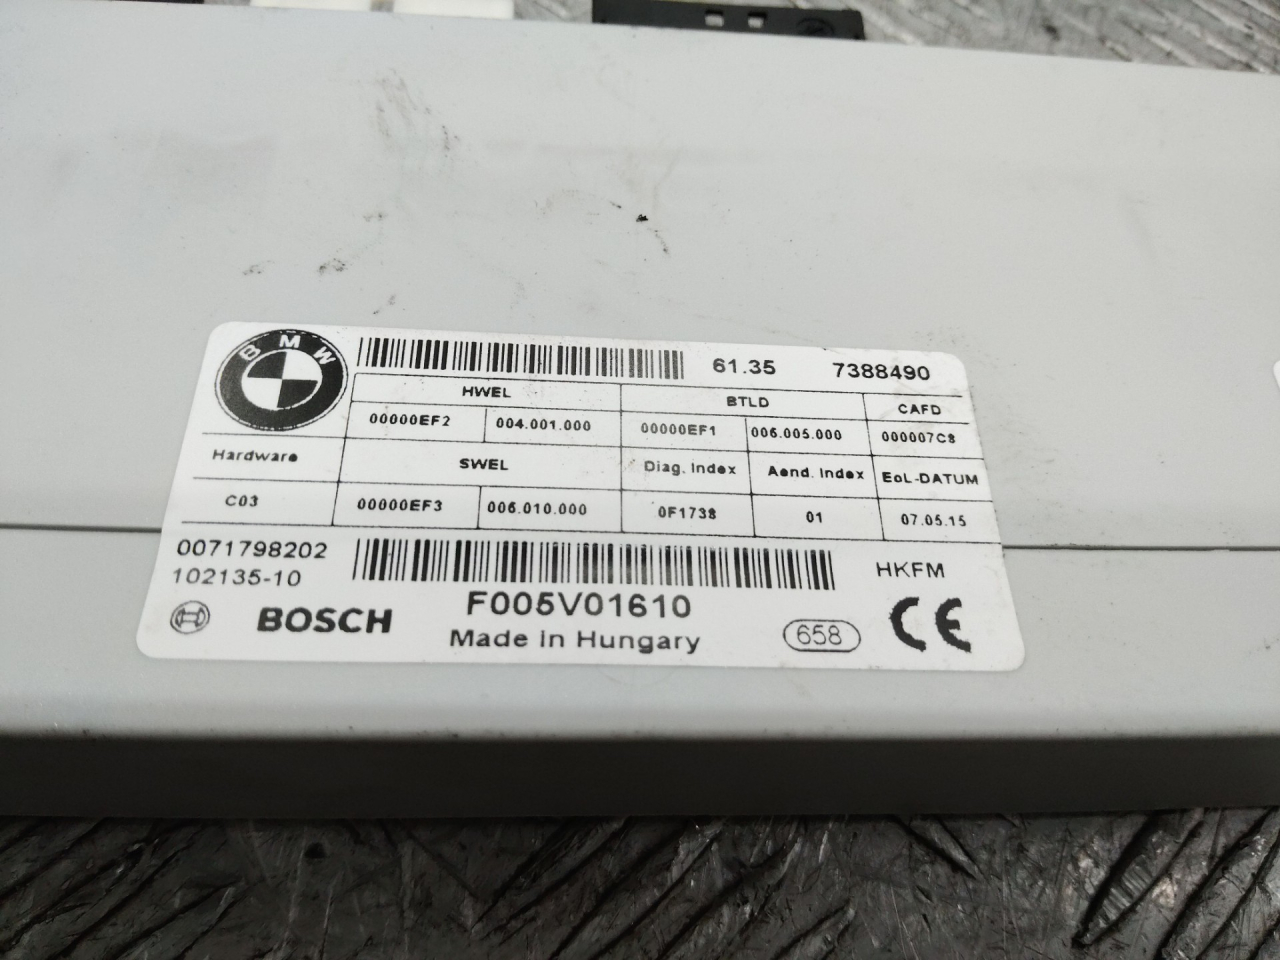 BMW
61.35 7388490
HWEL BTLD CAFD
00000EF2 004.001.000 00000EF1 006.005.000 000007C8
Hardware SWEL Diag. Index Aend. Index EoL-DATUM
C03 00000EF3 006.010.000 0F1738 01 07.05.15
0071798202 HKFM
102135-10
F005V01610
BOSCH Made in Hungary 658 CE